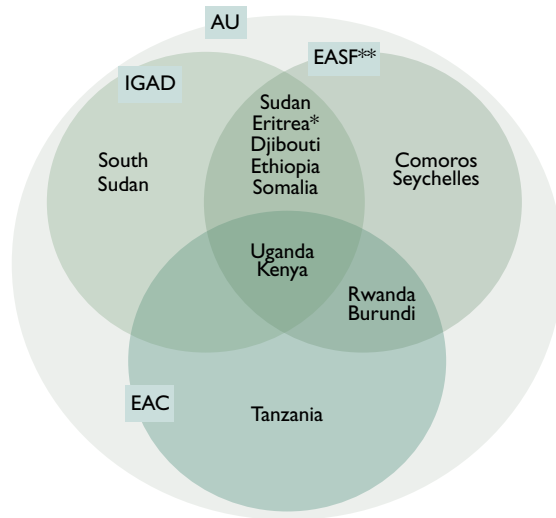 AU
EASF**
IGAD
Sudan
Eritrea*
Djibouti
Ethiopia
Somalia
South
Sudan
Comoros
Seychelles
Uganda
Kenya
Rwanda
Burundi
EAC
Tanzania